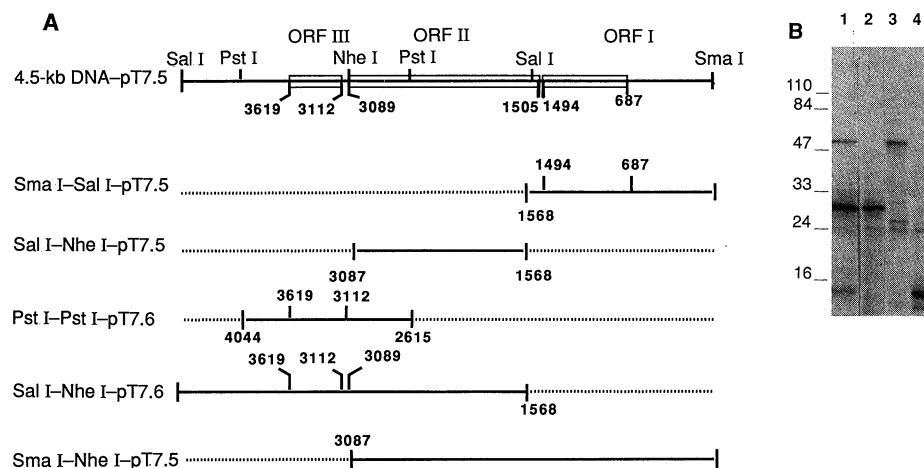 A
ORF III ORF II ORF I
Sal I Pst I Nhe I Pst I Sal I Sma I
4.5-kb DNA–pT7.5
3619 3112 3089 1505 1494 687
Sma I–Sal I–pT7.5
1494 687
1568
Sal I–Nhe I–pT7.5
3087 1568
3619 3112
Pst I–Pst I–pT7.6
4044 2615
3619 3112 3089
Sal I–Nhe I–pT7.6
1568
3087
Sma I–Nhe I–pT7.5
B
1 2 3 4
110
84
47
33
24
16